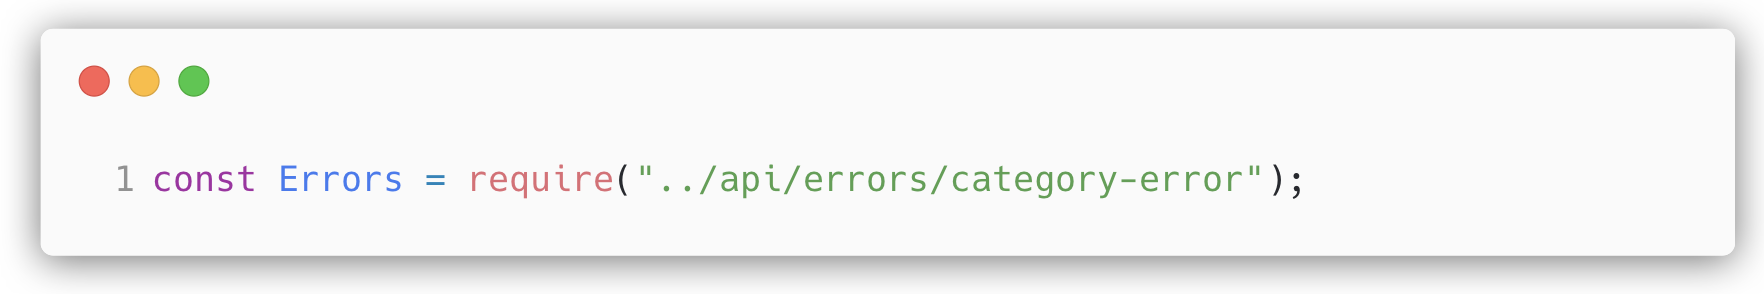 1 const Errors = require("../api/errors/category-error");